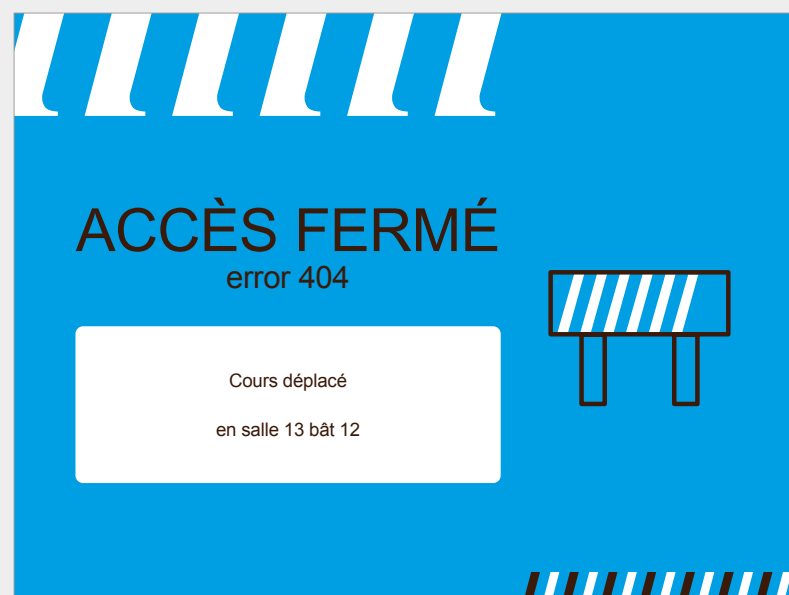 ACCÈS FERMÉ
error 404
Cours déplacé
en salle 13 bât 12